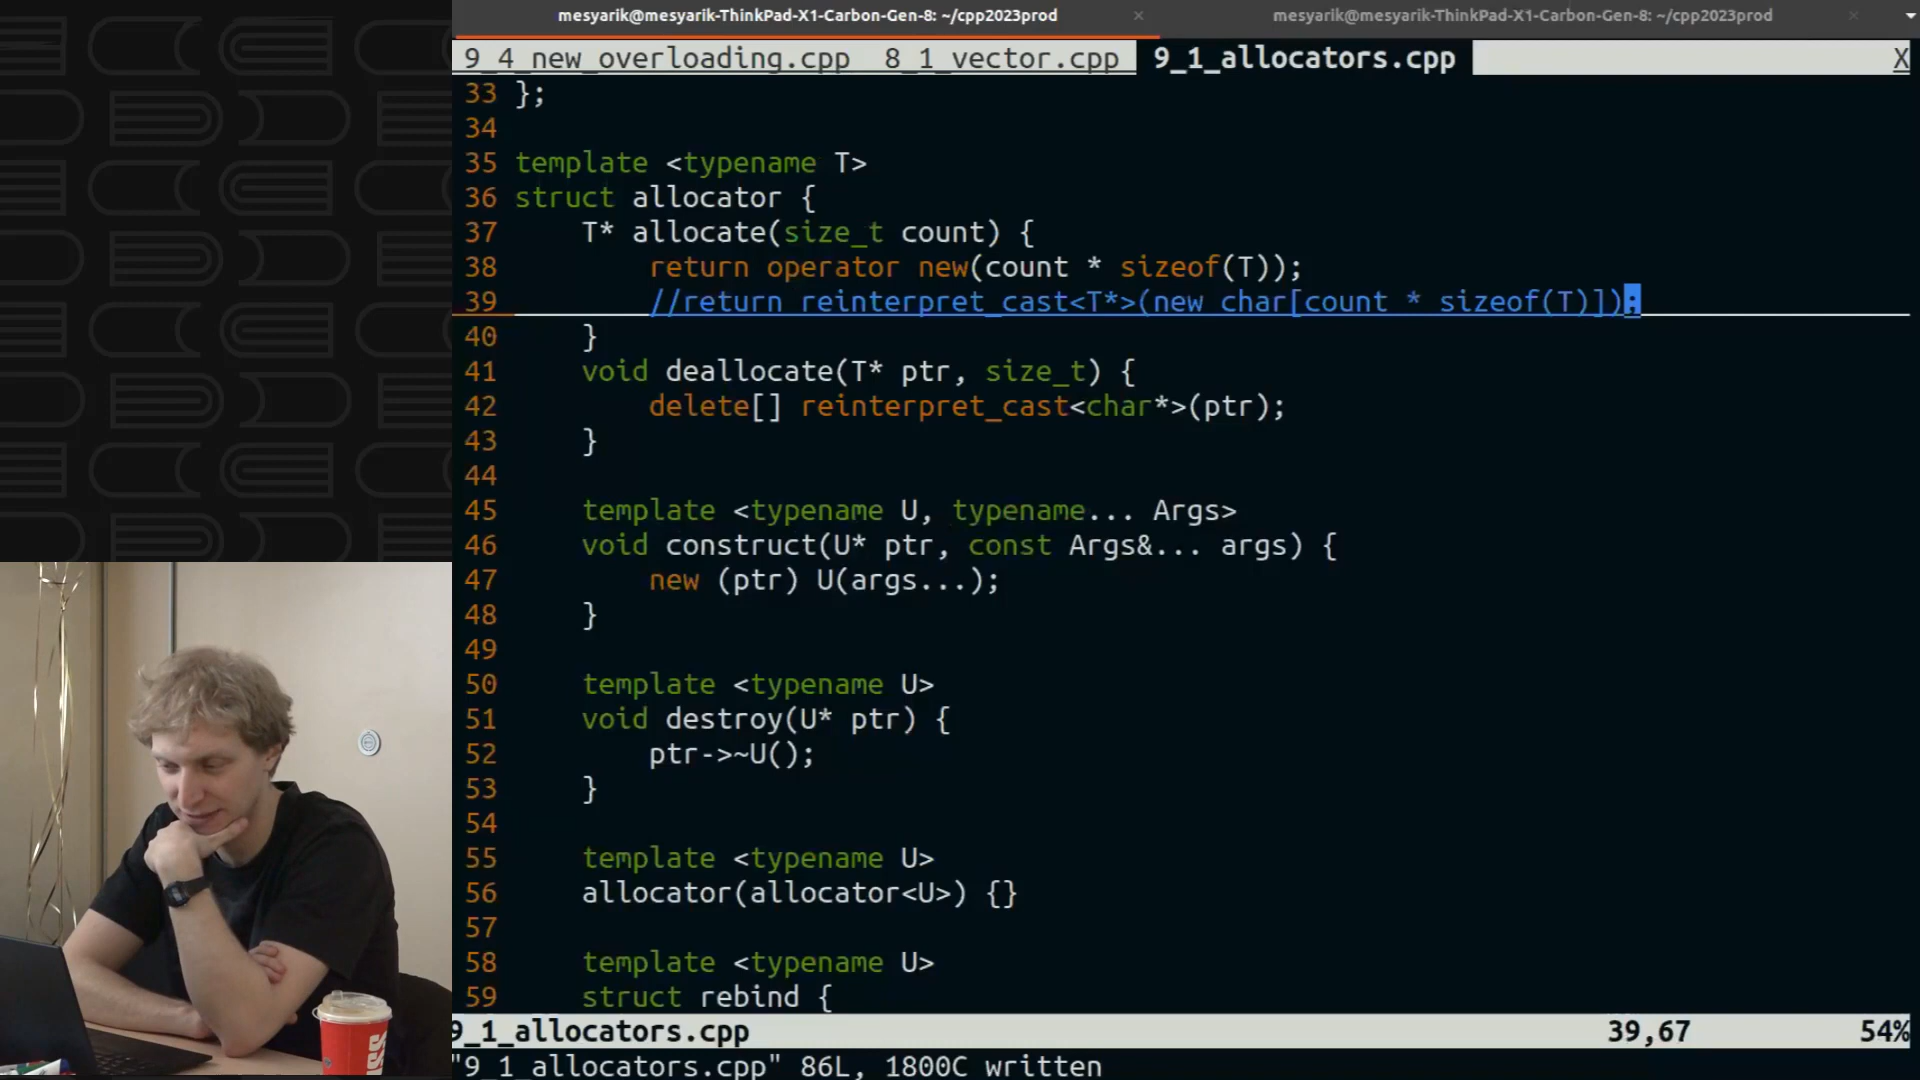 mesyarik@mesyarik-ThinkPad-X1-Carbon-Gen-8: ~/cpp2023prod × mesyarik@mesyarik-ThinkPad-X1-Carbon-Gen-8: ~/cpp2023prod ×
9_4_new_overloading.cpp 8_1_vector.cpp 9_1_allocators.cpp X
33 };
34
35 template <typename T>
36 struct allocator {
37 T* allocate(size_t count) {
38 return operator new(count * sizeof(T));
39 //return reinterpret_cast<T*>(new char[count * sizeof(T)]);
40 }
41 void deallocate(T* ptr, size_t) {
42 delete[] reinterpret_cast<char*>(ptr);
43 }
44
45 template <typename U, typename... Args>
46 void construct(U* ptr, const Args&... args) {
47 new (ptr) U(args...);
48 }
49
50 template <typename U>
51 void destroy(U* ptr) {
52 ptr->~U();
53 }
54
55 template <typename U>
56 allocator(allocator<U>) {}
57
58 template <typename U>
59 struct rebind {
9_1_allocators.cpp 39,67 54%
"9_1_allocators.cpp" 86L, 1800C written